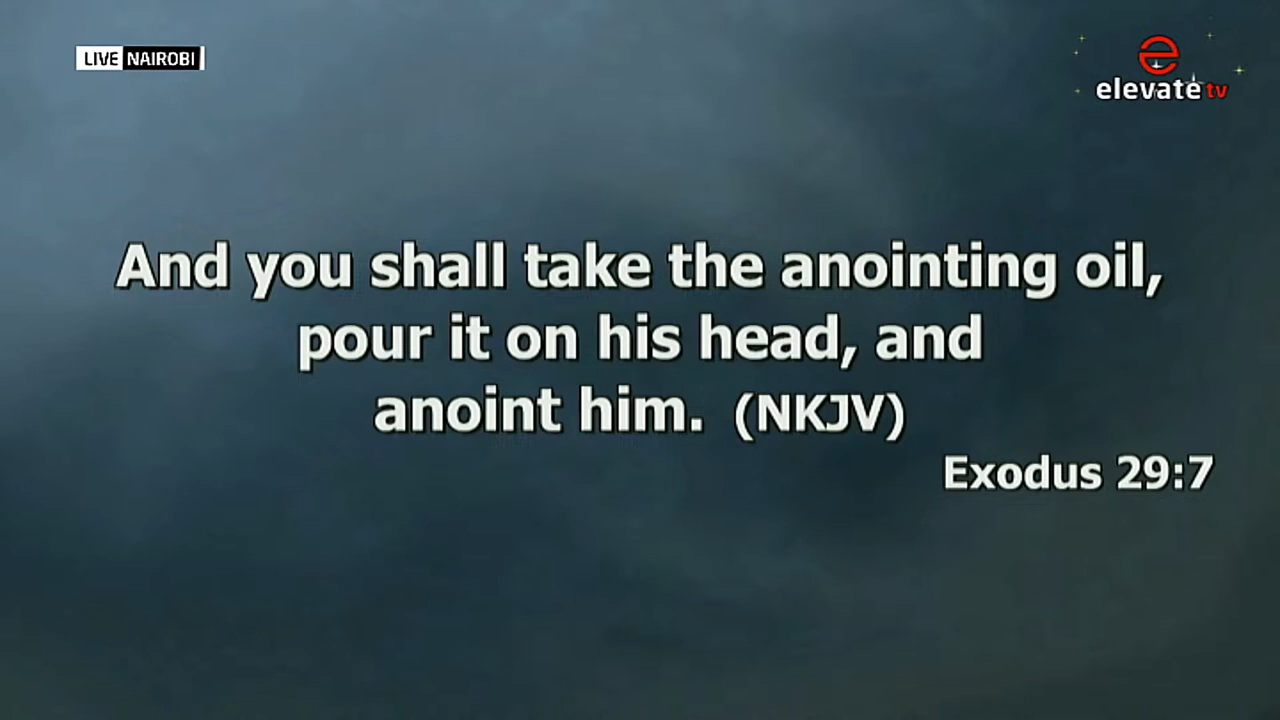 LIVE NAIROBI
elevate tv
And you shall take the anointing oil,
pour it on his head, and
anoint him. (NKJV)
Exodus 29:7